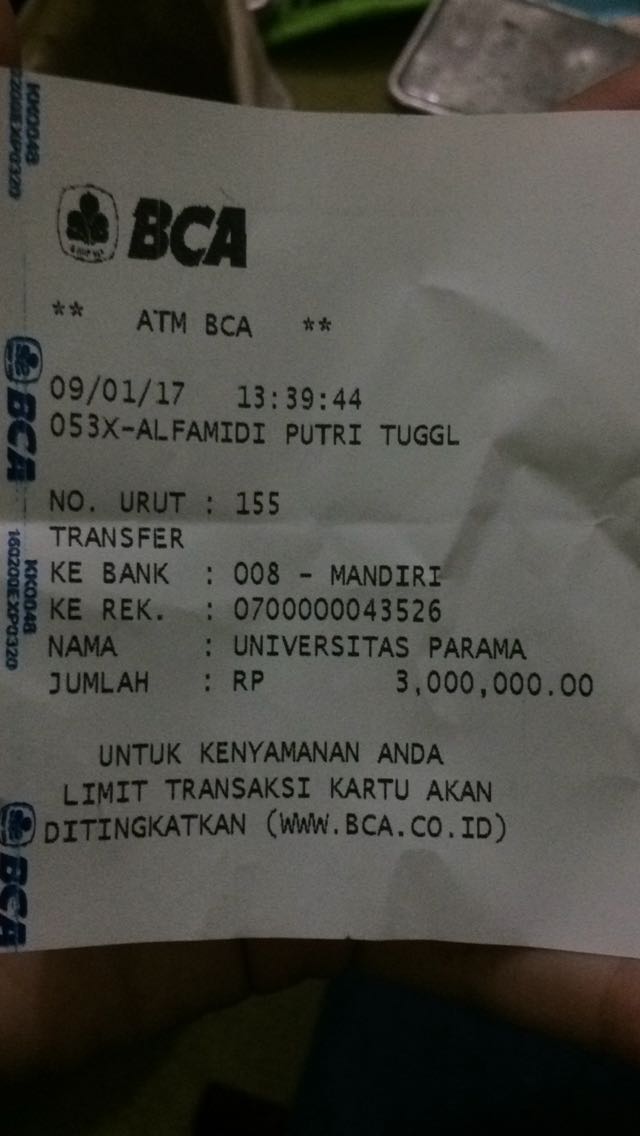 BCA
** ATM BCA **
09/01/17 13:39:44
053X-ALFAMIDI PUTRI TUGGL
NO. URUT : 155
TRANSFER
KE BANK : 008 - MANDIRI
KE REK. : 0700000043526
NAMA : UNIVERSITAS PARAMA
JUMLAH : RP 3,000,000.00
UNTUK KENYAMANAN ANDA
LIMIT TRANSAKSI KARTU AKAN
DITINGKATKAN (WWW.BCA.CO.ID)
KK0048
BCA
KK0048
160200EXP0320
BCA